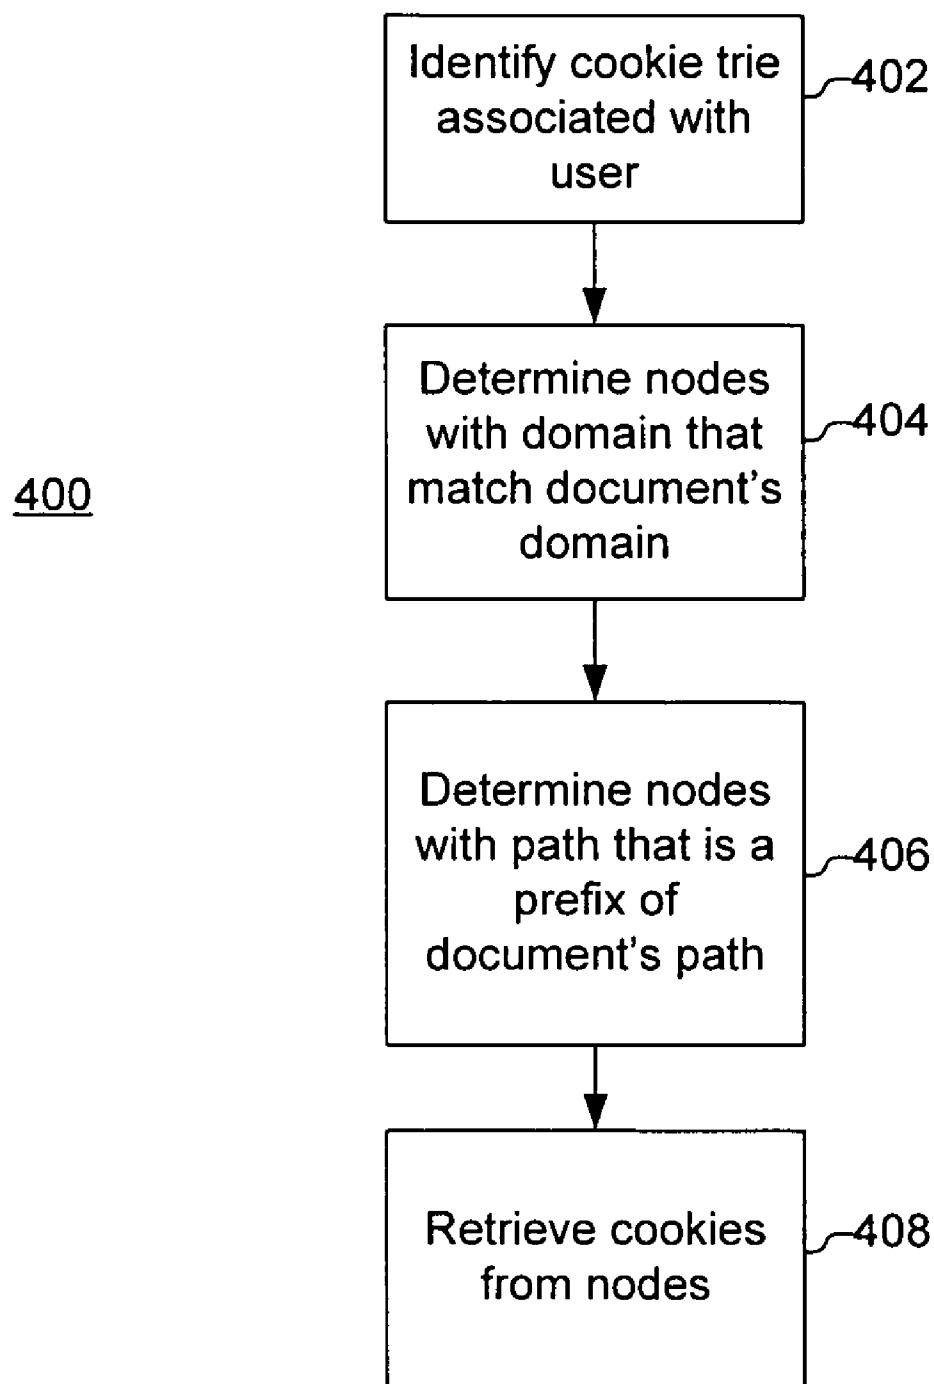 Identify cookie trie
associated with
user
402
Determine nodes
with domain that
match document's
domain
404
400
Determine nodes
with path that is a
prefix of
document's path
406
Retrieve cookies
from nodes
408